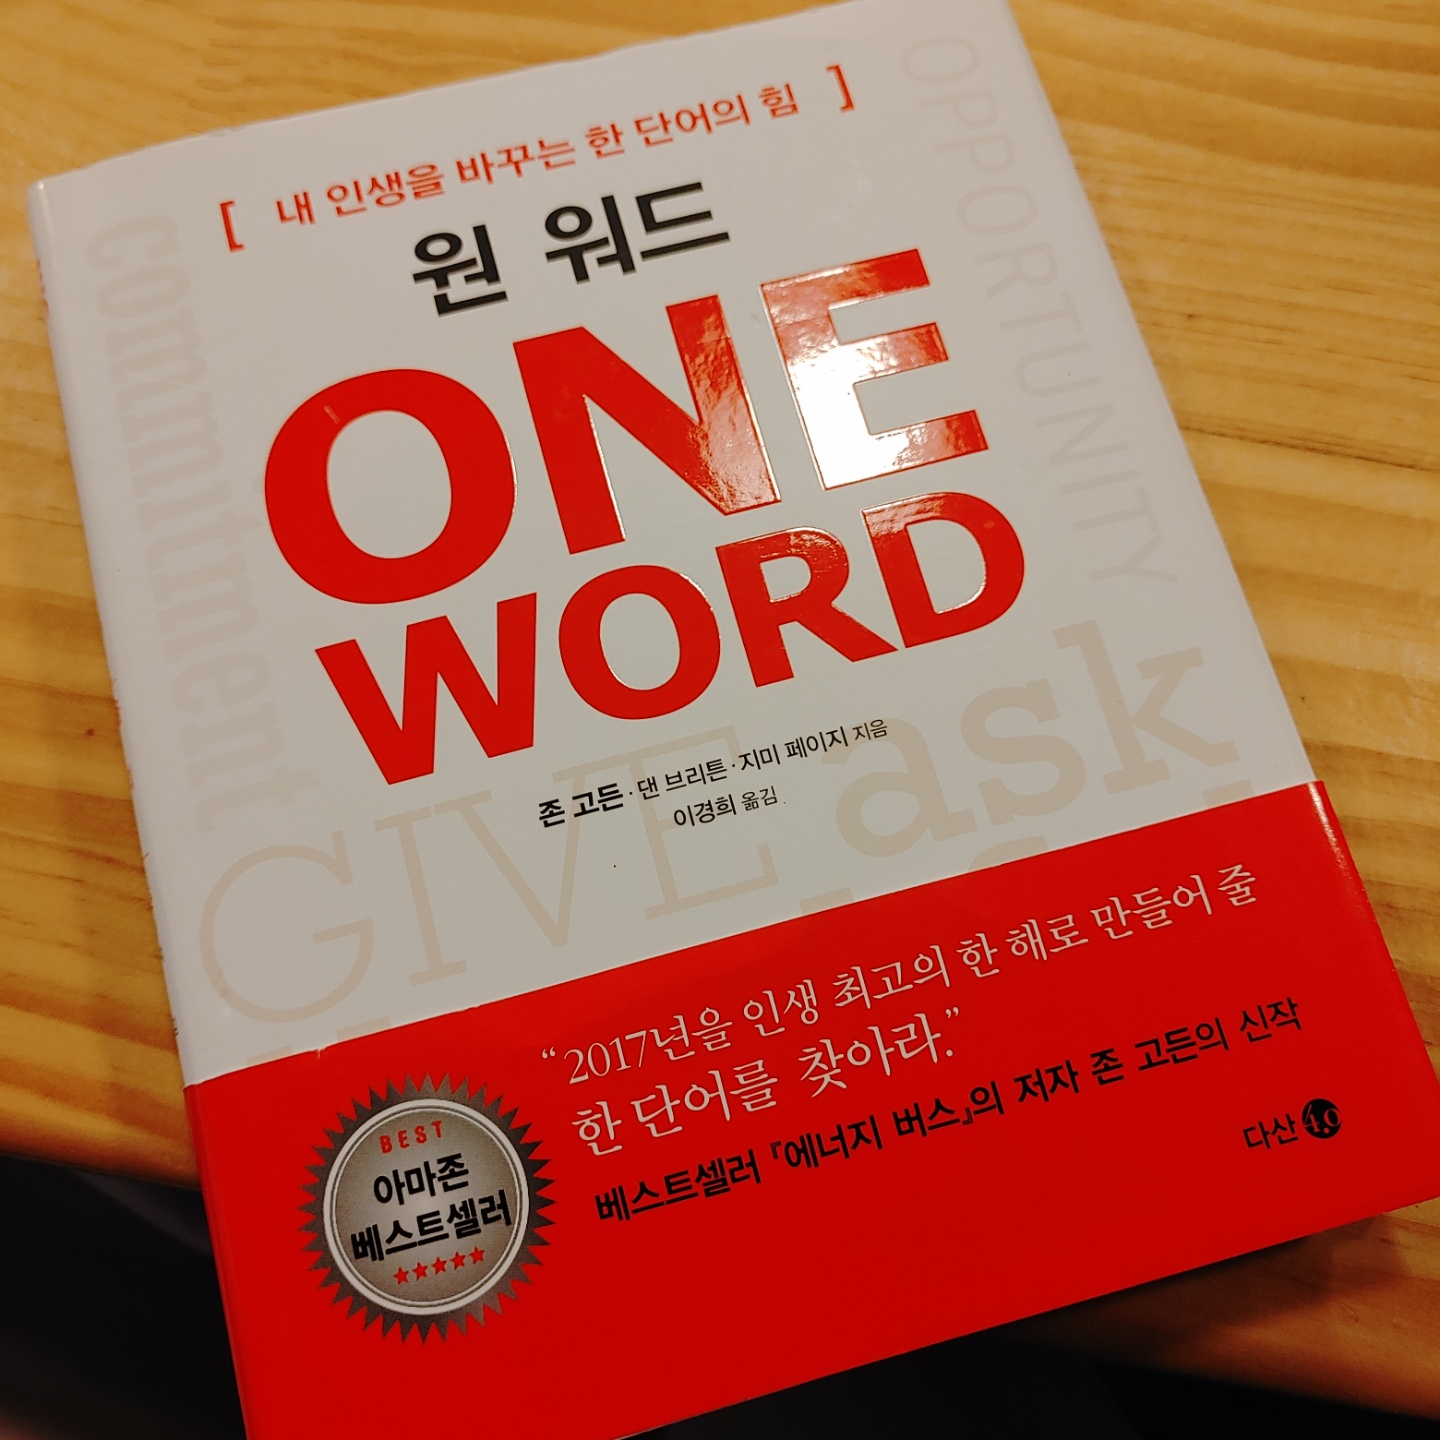 [ 내 인생을 바꾸는 한 단어의 힘 ]
원 워드
ONE
WORD
commitment
OPPORTUNITY
GIVE
ask
존 고든 · 댄 브리튼 · 지미 페이지 지음
이경희 옮김
“2017년을 인생 최고의 한 해로 만들어 줄
한 단어를 찾아라.”
베스트셀러 『에너지 버스』의 저자 존 고든의 신작
다산4.0
BEST
아마존
베스트셀러
★★★★★